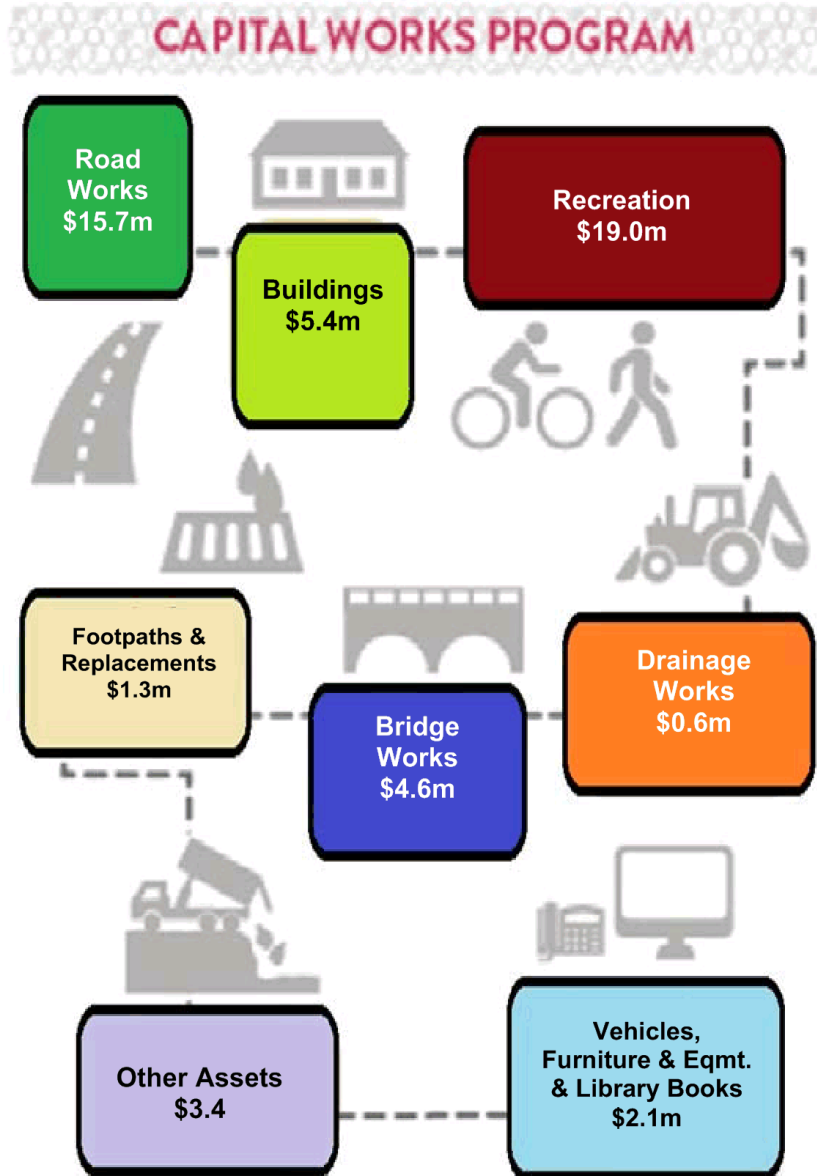 CAPITAL WORKS PROGRAM
Road
Works
$15.7m
Buildings
$5.4m
Recreation
$19.0m
Footpaths &
Replacements
$1.3m
Bridge
Works
$4.6m
Drainage
Works
$0.6m
Other Assets
$3.4
Vehicles,
Furniture & Eqmt.
& Library Books
$2.1m